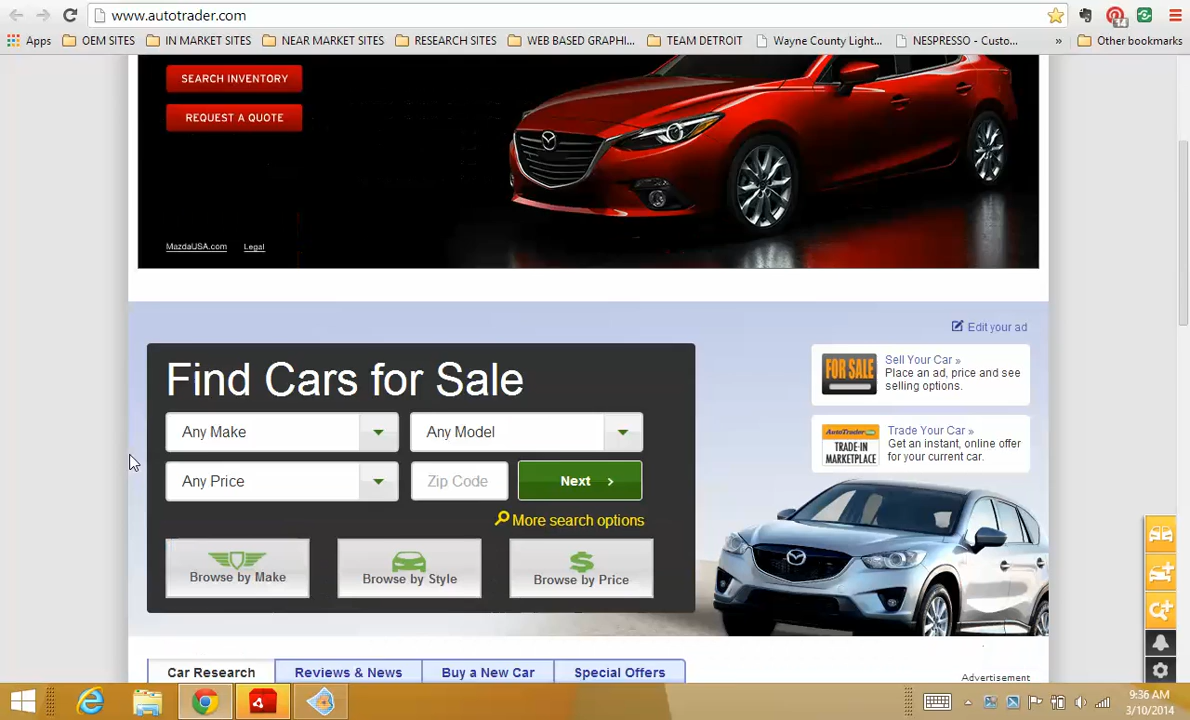 www.autotrader.com
Apps OEM SITES IN MARKET SITES NEAR MARKET SITES RESEARCH SITES WEB BASED GRAPHI... TEAM DETROIT Wayne County Light... NESPRESSO - Custo... » Other bookmarks
SEARCH INVENTORY
REQUEST A QUOTE
MazdaUSA.com Legal
Edit your ad
Find Cars for Sale
Any Make Any Model
Any Price Zip Code Next >
More search options
Browse by Make Browse by Style Browse by Price
FOR SALE
Sell Your Car »
Place an ad, price and see
selling options.
AutoTrader.com
TRADE-IN
MARKETPLACE
Trade Your Car »
Get an instant, online offer
for your current car.
Car Research Reviews & News Buy a New Car Special Offers
Advertisement
9:36 AM
3/10/2014